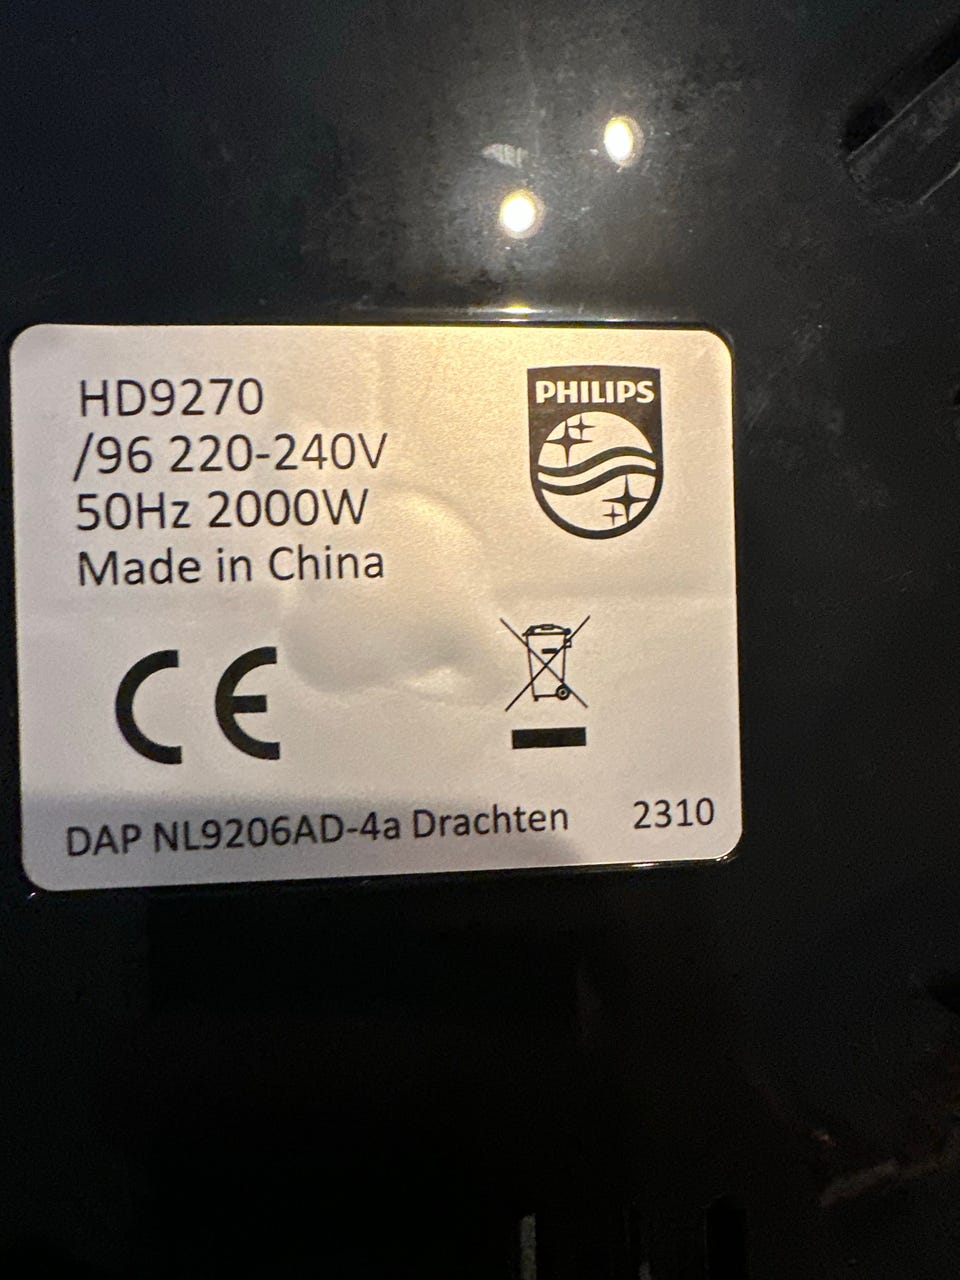 HD9270
/96 220-240V
50Hz 2000W
Made in China
PHILIPS
CE
DAP NL9206AD-4a Drachten 2310